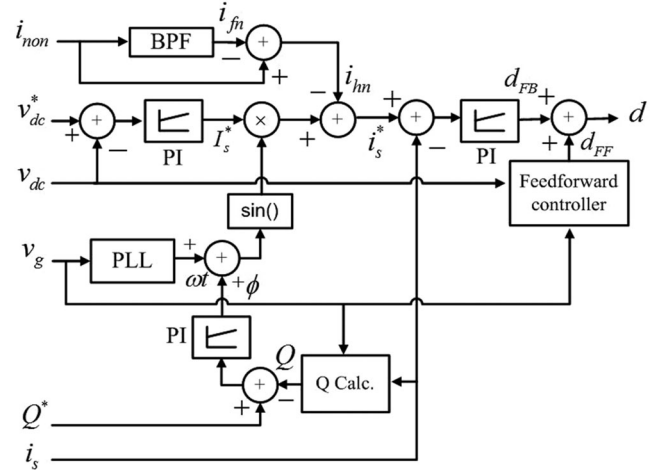 i_non
BPF
i_fn
−
+
+
i_hn
−
v*_dc
+
−
PI
I*_s
×
+
+
i*_s
+
+
−
PI
d_FB
+
+
+
d
d_FF
v_dc
Feedforward
controller
sin()
v_g
PLL
+
ωt
+
+
ϕ
PI
Q
Q Calc.
+
+
−
Q*
i_s